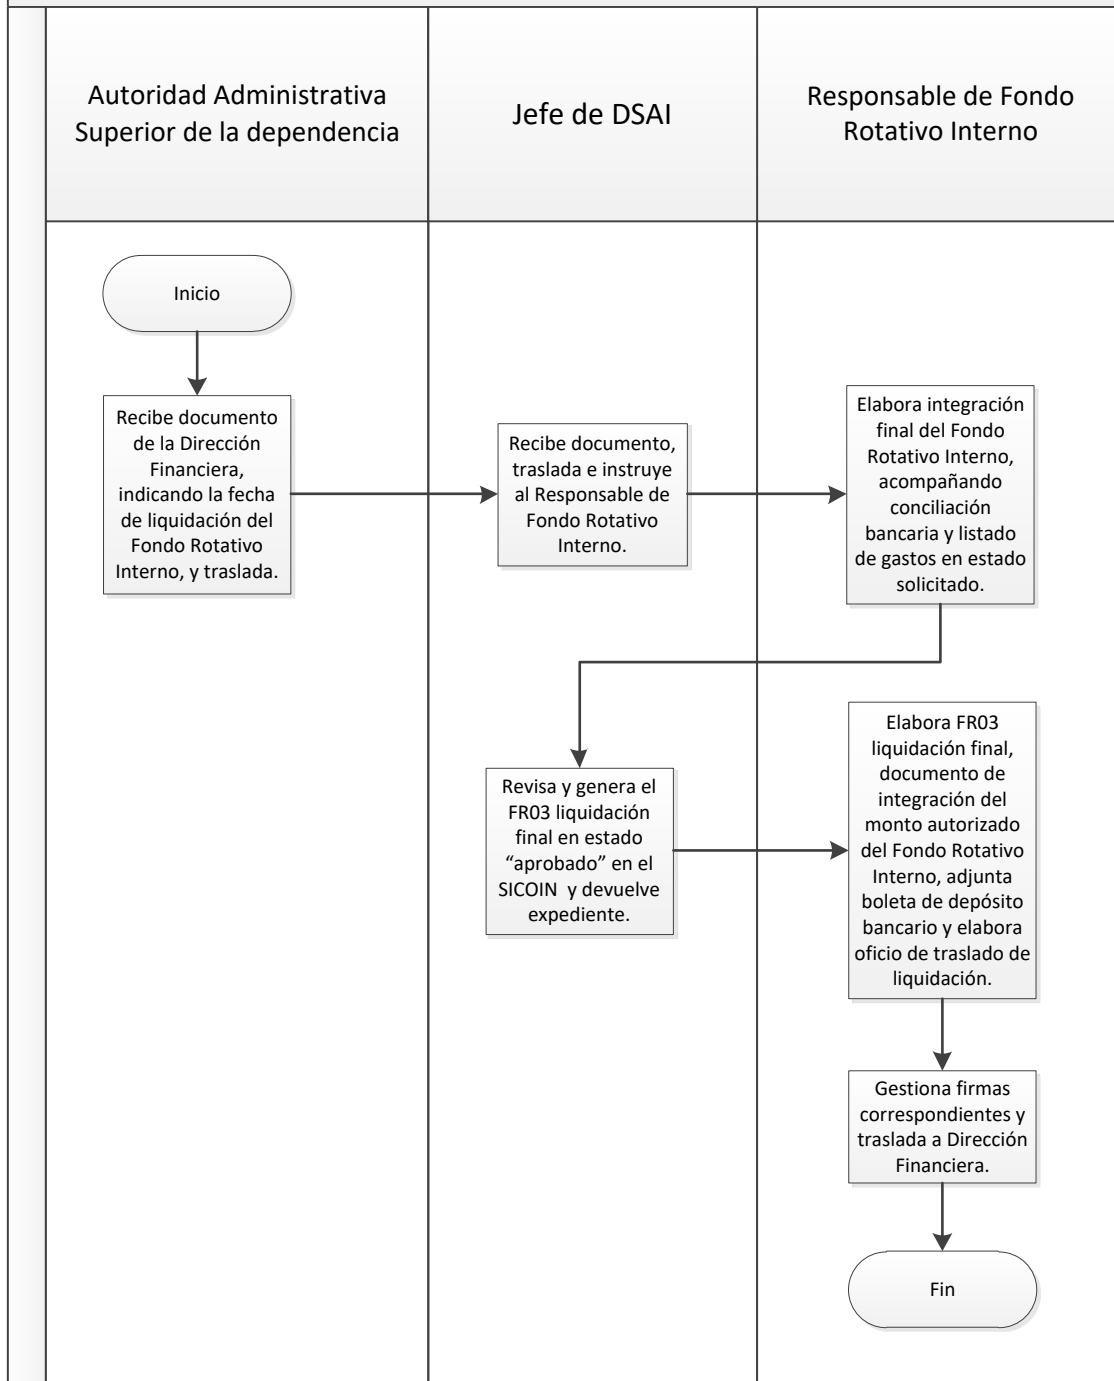 Autoridad Administrativa
Superior de la dependencia
Jefe de DSAI
Responsable de Fondo
Rotativo Interno
Inicio
Recibe documento
de la Dirección
Financiera,
indicando la fecha
de liquidación del
Fondo Rotativo
Interno, y traslada.
Recibe documento,
traslada e instruye
al Responsable de
Fondo Rotativo
Interno.
Elabora integración
final del Fondo
Rotativo Interno,
acompañando
conciliación
bancaria y listado
de gastos en estado
solicitado.
Revisa y genera el
FR03 liquidación
final en estado
“aprobado” en el
SICOIN  y devuelve
expediente.
Elabora FR03
liquidación final,
documento de
integración del
monto autorizado
del Fondo Rotativo
Interno, adjunta
boleta de depósito
bancario y elabora
oficio de traslado de
liquidación.
Gestiona firmas
correspondientes y
traslada a Dirección
Financiera.
Fin